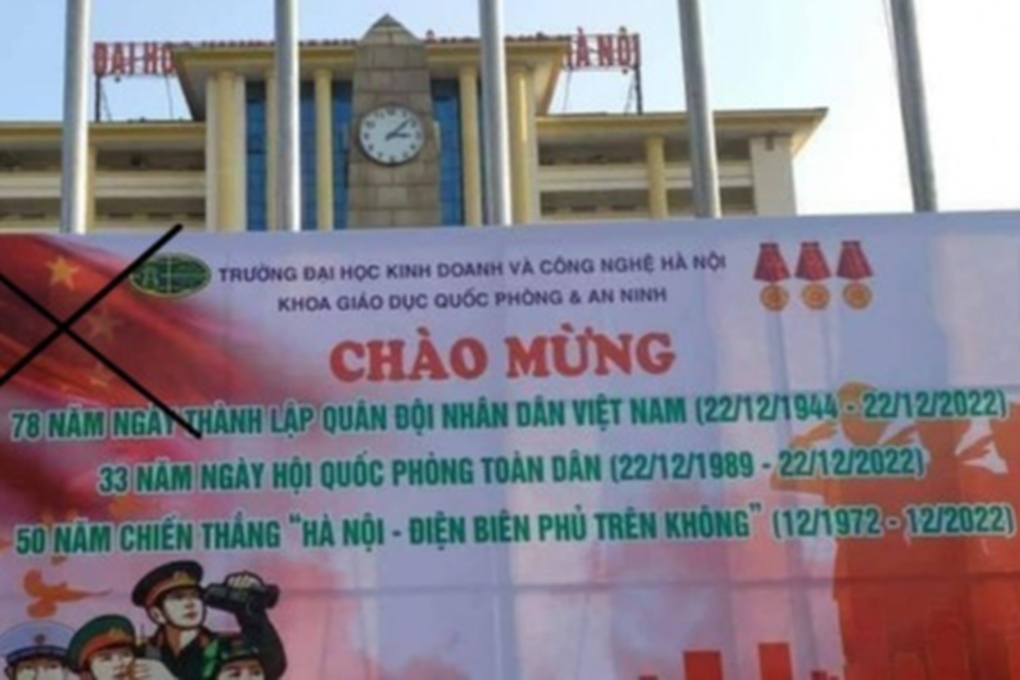 ĐẠI HỌ HÀ NỘI
TRƯỜNG ĐẠI HỌC KINH DOANH VÀ CÔNG NGHỆ HÀ NỘI
KHOA GIÁO DỤC QUỐC PHÒNG & AN NINH
CHÀO MỪNG
78 NĂM NGÀY THÀNH LẬP QUÂN ĐỘI NHÂN DÂN VIỆT NAM (22/12/1944 - 22/12/2022)
33 NĂM NGÀY HỘI QUỐC PHÒNG TOÀN DÂN (22/12/1989 - 22/12/2022)
50 NĂM CHIẾN THẮNG "HÀ NỘI - ĐIỆN BIÊN PHỦ TRÊN KHÔNG" (12/1972 - 12/2022)